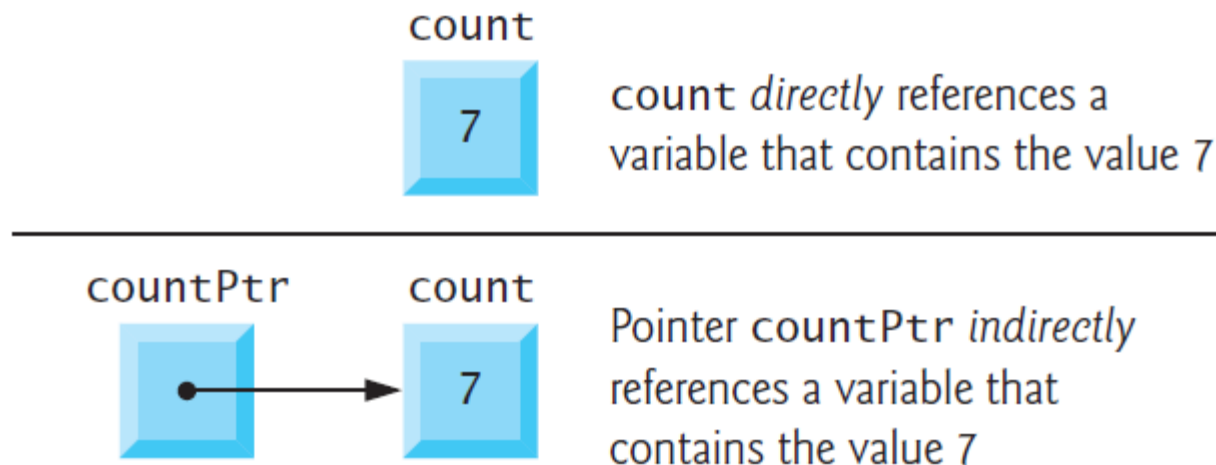 count
7
count directly references a
variable that contains the value 7
countPtr
count
7
Pointer countPtr indirectly
references a variable that
contains the value 7